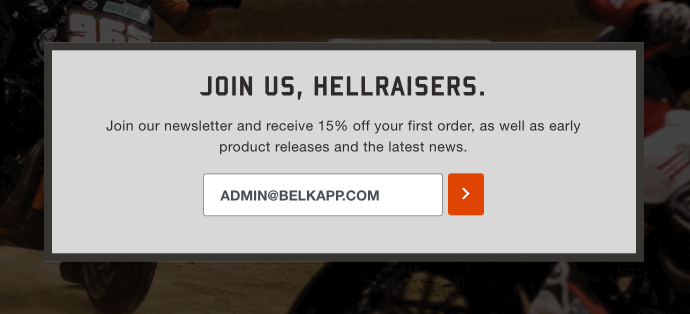 JOIN US, HELLRAISERS.
Join our newsletter and receive 15% off your first order, as well as early
product releases and the latest news.
ADMIN@BELKAPP.COM